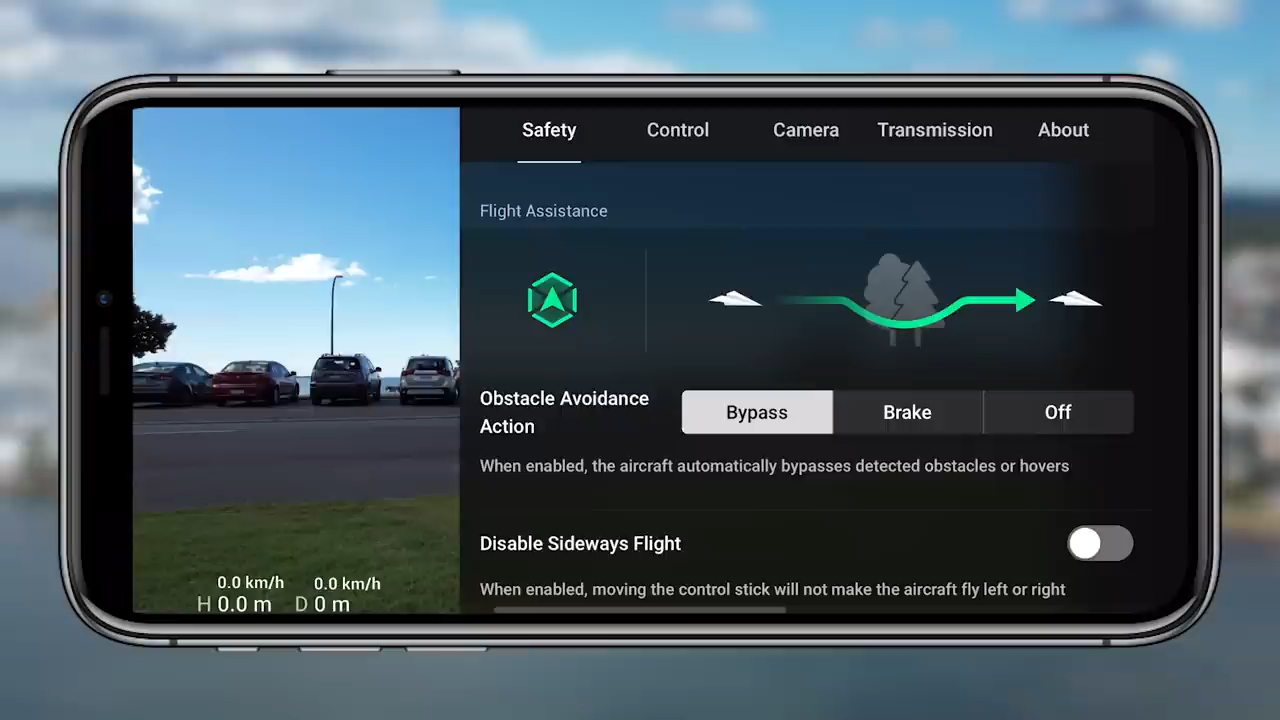 Safety Control Camera Transmission About
Flight Assistance
Obstacle Avoidance
Action
Bypass Brake Off
When enabled, the aircraft automatically bypasses detected obstacles or hovers
Disable Sideways Flight
When enabled, moving the control stick will not make the aircraft fly left or right
0.0 km/h 0.0 km/h
H 0.0 m D 0 m